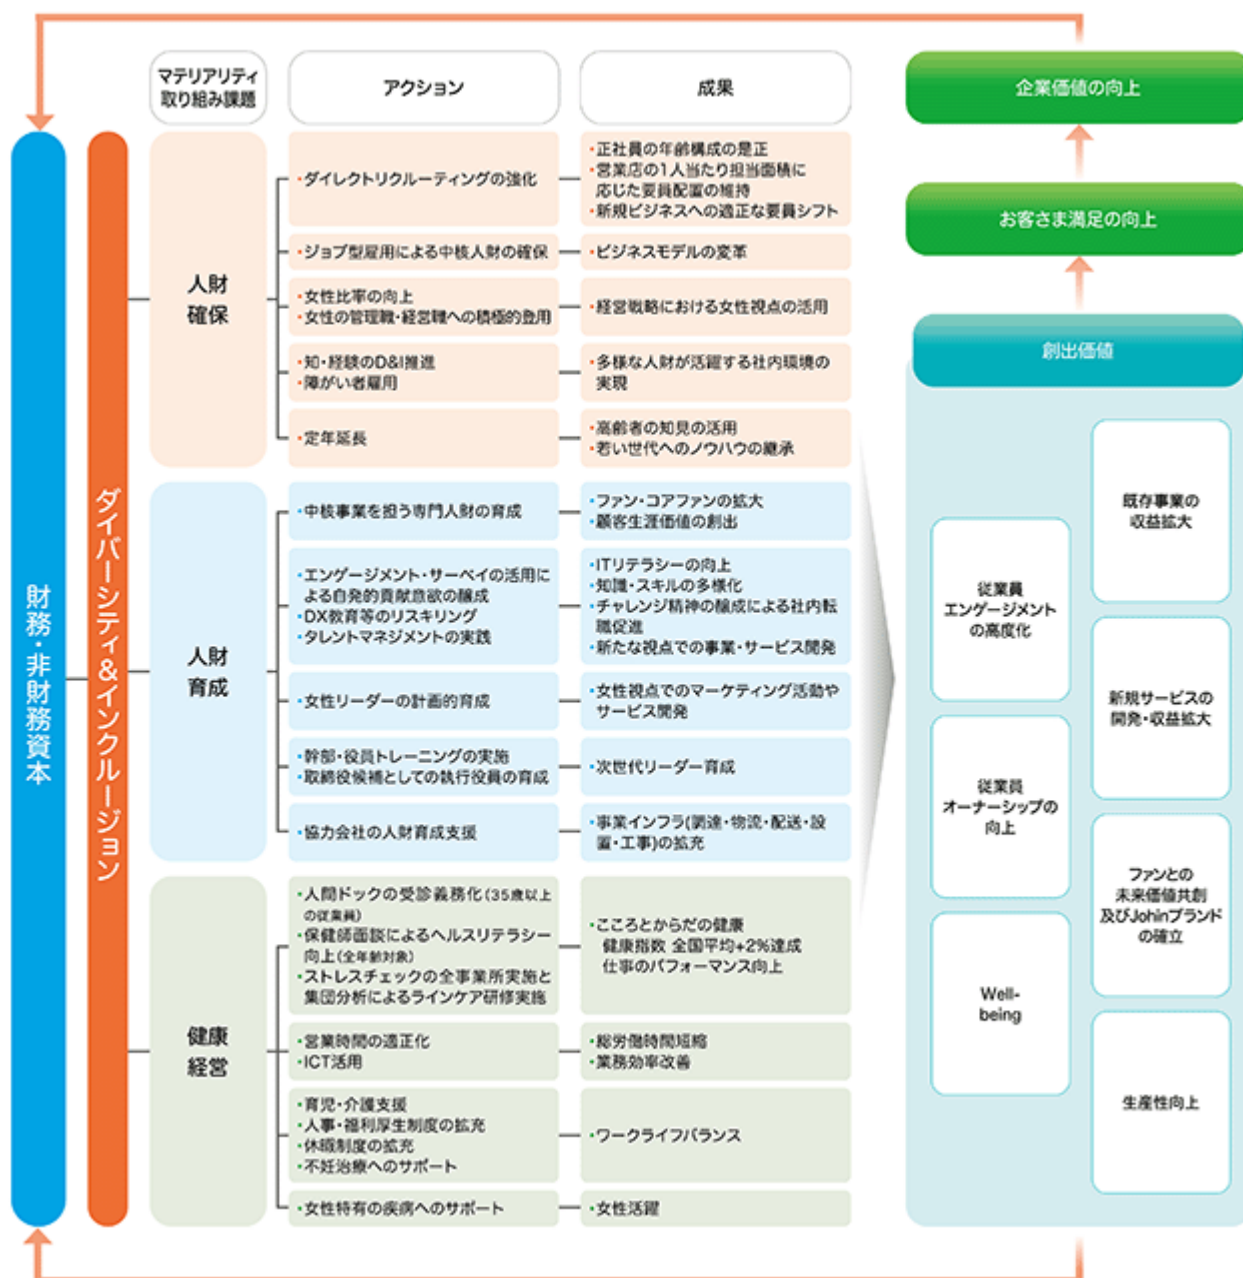 マテリアリティ
取り組み課題
アクション
成果
財務・非財務資本
ダイバーシティ&インクルージョン
人財
確保
・ダイレクトリクルーティングの強化
・正社員の年齢構成の是正
・営業店の1人当たり担当面積に
応じた要員配置の維持
・新規ビジネスへの適正な要員シフト
・ジョブ型雇用による中核人財の確保
・ビジネスモデルの変革
・女性比率の向上
・女性の管理職・経営職への積極的登用
・経営戦略における女性視点の活用
・知・経験のD&I推進
・障がい者雇用
・多様な人財が活躍する社内環境の
実現
・定年延長
・高齢者の知見の活用
・若い世代へのノウハウの継承
人財
育成
・中核事業を担う専門人財の育成
・ファン・コアファンの拡大
・顧客生涯価値の創出
・エンゲージメント・サーベイの活用によ
る自発的貢献意欲の醸成
・DX教育等のリスキリング
・タレントマネジメントの実践
・ITリテラシーの向上
・知識・スキルの多様化
・チャレンジ精神の醸成による社内転
職促進
・新たな視点での事業・サービス開発
・女性リーダーの計画的育成
・女性視点でのマーケティング活動や
サービス開発
・幹部・役員トレーニングの実施
・取締役候補としての執行役員の育成
・次世代リーダー育成
・協力会社の人財育成支援
・事業インフラ(調達・物流・配送・設
置・工事)の拡充
健康
経営
・人間ドックの受診義務化(35歳以上
の従業員)
・保健師面談によるヘルスリテラシー
向上(全年齢対象)
・ストレスチェックの全事業所実施と
集団分析によるラインケア研修実施
・こころとからだの健康
健康指数 全国平均+2%達成
仕事のパフォーマンス向上
・営業時間の適正化
・ICT活用
・総労働時間短縮
・業務効率改善
・育児・介護支援
・人事・福利厚生制度の拡充
・休暇制度の拡充
・不妊治療へのサポート
・ワークライフバランス
・女性特有の疾病へのサポート
・女性活躍
企業価値の向上
お客さま満足の向上
創出価値
従業員
エンゲージメント
の高度化
従業員
オーナーシップの
向上
Well-
being
既存事業の
収益拡大
新規サービスの
開発・収益拡大
ファンとの
未来価値共創
及びJohinブランド
の確立
生産性向上